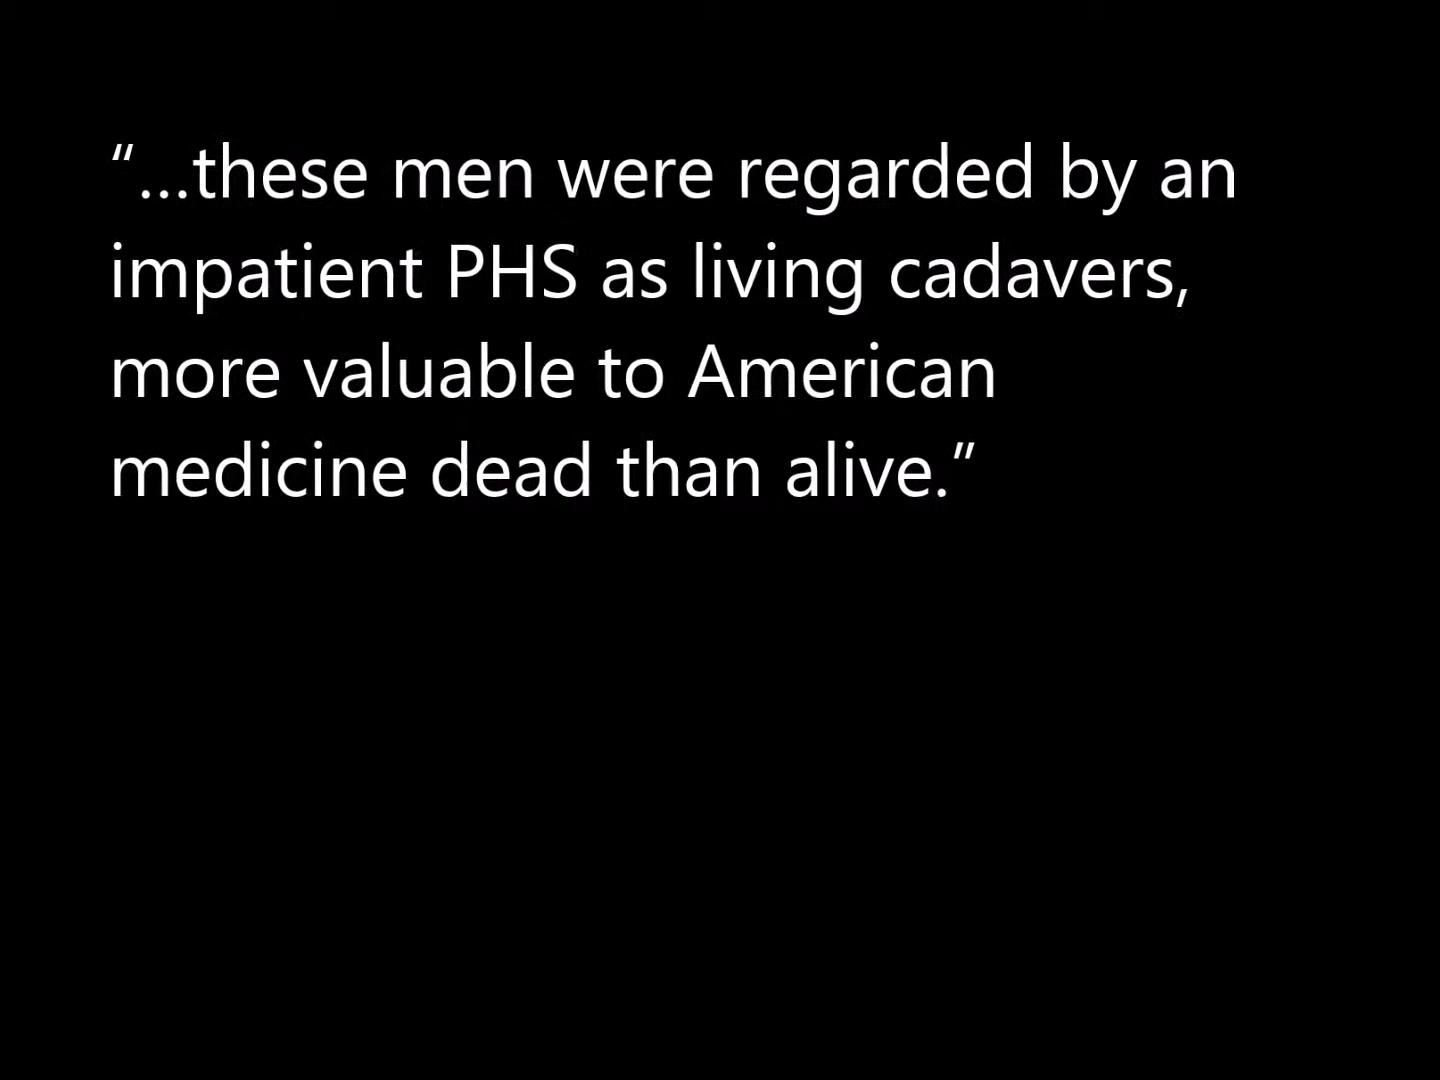 “…these men were regarded by an
impatient PHS as living cadavers,
more valuable to American
medicine dead than alive.”